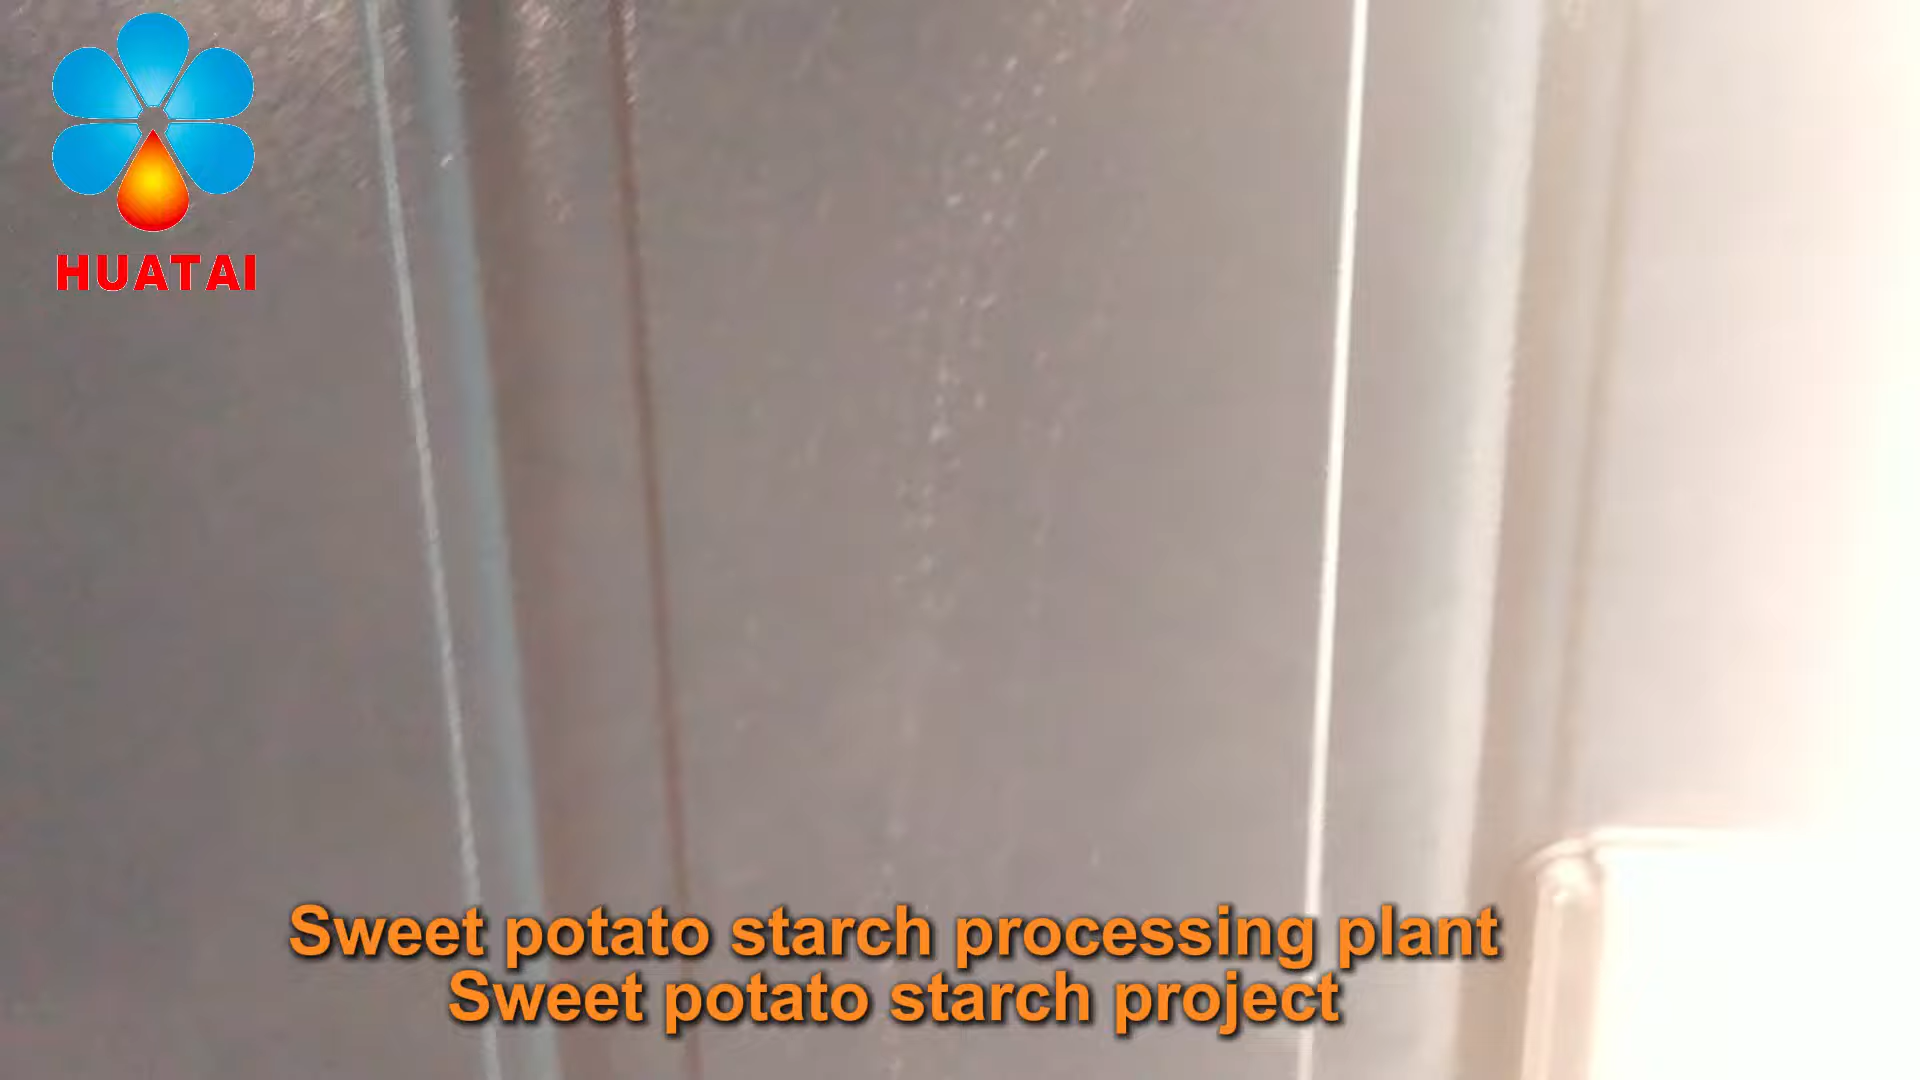 HUATAI
Sweet potato starch processing plant
Sweet potato starch project